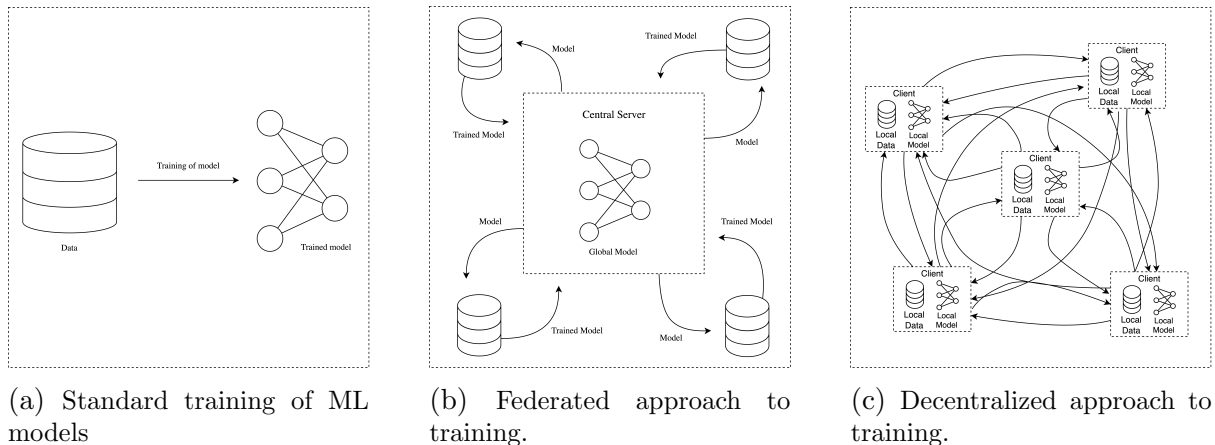 Training of model
Data
Trained model
(a) Standard training of ML
models
Model
Trained Model
Trained Model
Central Server
Model
Global Model
Model
Trained Model
Trained Model
Model
(b) Federated approach to
training.
Client
Local
Data
Local
Model
Client
Local
Data
Local
Model
Client
Local
Data
Local
Model
Client
Local
Data
Local
Model
Client
Local
Data
Local
Model
(c) Decentralized approach to
training.